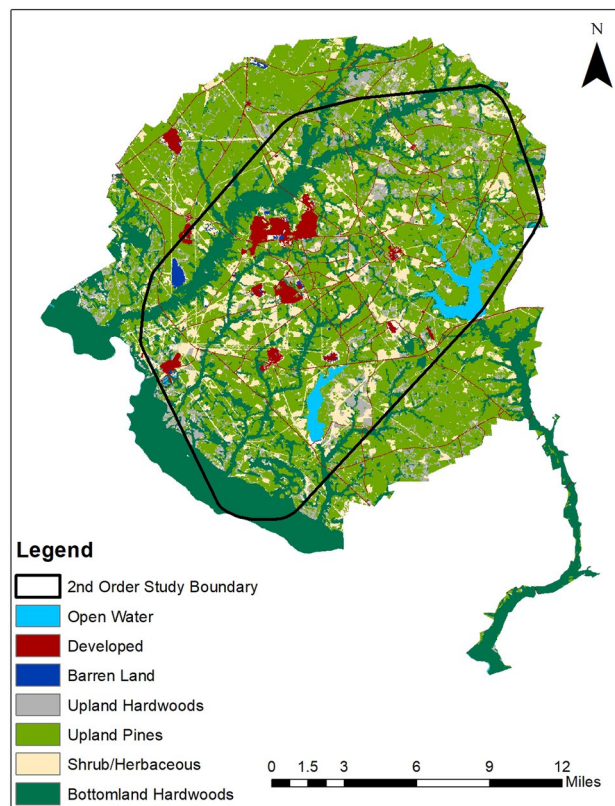 N
Legend
2nd Order Study Boundary
Open Water
Developed
Barren Land
Upland Hardwoods
Upland Pines
Shrub/Herbaceous
Bottomland Hardwoods
0 1.5 3 6 9 12
Miles